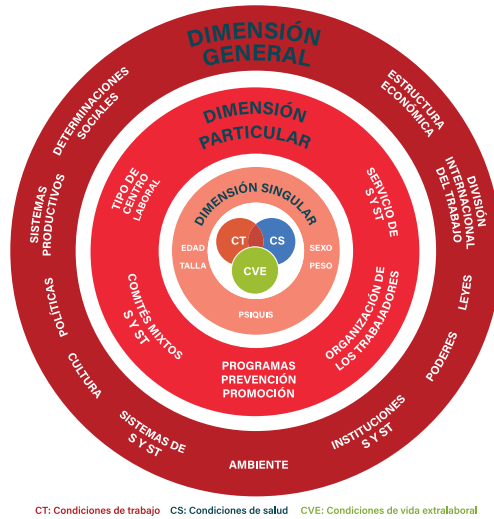 DIMENSIÓN
GENERAL
DETERMINACIONES
SOCIALES
ESTRUCTURA
ECONÓMICA
SISTEMAS
PRODUCTIVOS
DIVISIÓN
INTERNACIONAL
DEL TRABAJO
POLÍTICAS
LEYES
CULTURA
PODERES
SISTEMAS DE
S Y ST
INSTITUCIONES
S Y ST
AMBIENTE
DIMENSIÓN
PARTICULAR
TIPO DE
CENTRO
LABORAL
SERVICIO DE
S Y ST
COMITÉS MIXTOS
S Y ST
ORGANIZACIÓN DE
LOS TRABAJADORES
PROGRAMAS
PREVENCIÓN
PROMOCIÓN
DIMENSIÓN SINGULAR
EDAD
TALLA
SEXO
PESO
PSIQUIS
CT
CS
CVE
CT: Condiciones de trabajo CS: Condiciones de salud CVE: Condiciones de vida extralaboral